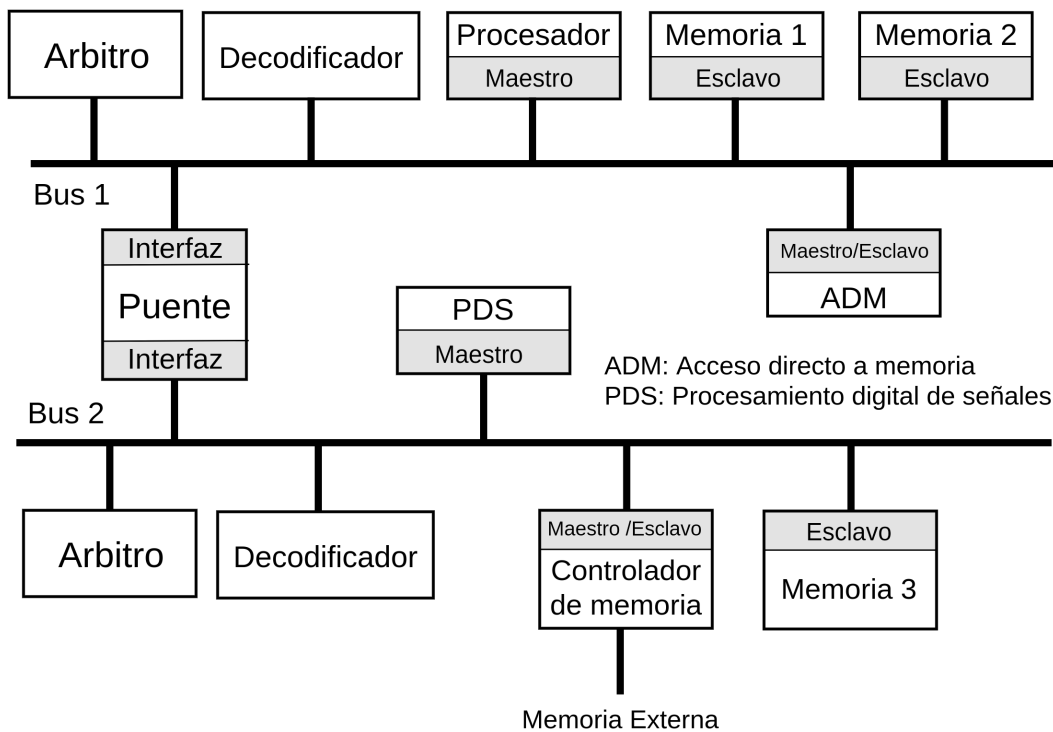 Arbitro
Decodificador
Procesador
Maestro
Memoria 1
Esclavo
Memoria 2
Esclavo
Bus 1
Interfaz
Puente
Interfaz
PDS
Maestro
Maestro/Esclavo
ADM
ADM: Acceso directo a memoria
PDS: Procesamiento digital de señales
Bus 2
Arbitro
Decodificador
Maestro /Esclavo
Controlador
de memoria
Esclavo
Memoria 3
Memoria Externa